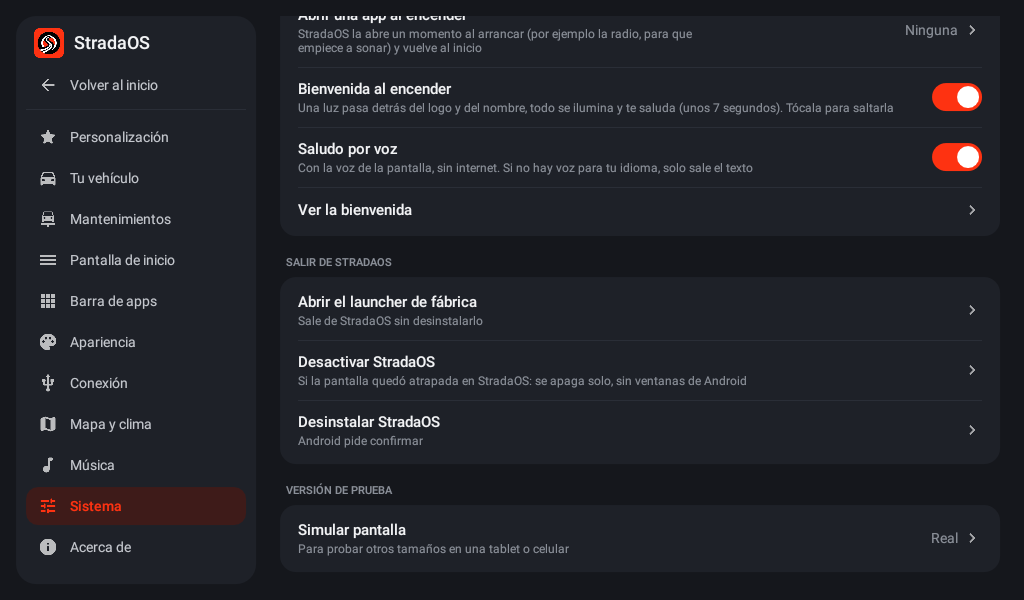 StradaOS
Volver al inicio
Personalización
Tu vehículo
Mantenimientos
Pantalla de inicio
Barra de apps
Apariencia
Conexión
Mapa y clima
Música
Sistema
Acerca de
Abrir una app al encender
StradaOS la abre un momento al arrancar (por ejemplo la radio, para que
empiece a sonar) y vuelve al inicio
Ninguna
Bienvenida al encender
Una luz pasa detrás del logo y del nombre, todo se ilumina y te saluda (unos 7 segundos). Tócala para saltarla
Saludo por voz
Con la voz de la pantalla, sin internet. Si no hay voz para tu idioma, solo sale el texto
Ver la bienvenida
SALIR DE STRADAOS
Abrir el launcher de fábrica
Sale de StradaOS sin desinstalarlo
Desactivar StradaOS
Si la pantalla quedó atrapada en StradaOS: se apaga solo, sin ventanas de Android
Desinstalar StradaOS
Android pide confirmar
VERSIÓN DE PRUEBA
Simular pantalla
Para probar otros tamaños en una tablet o celular
Real